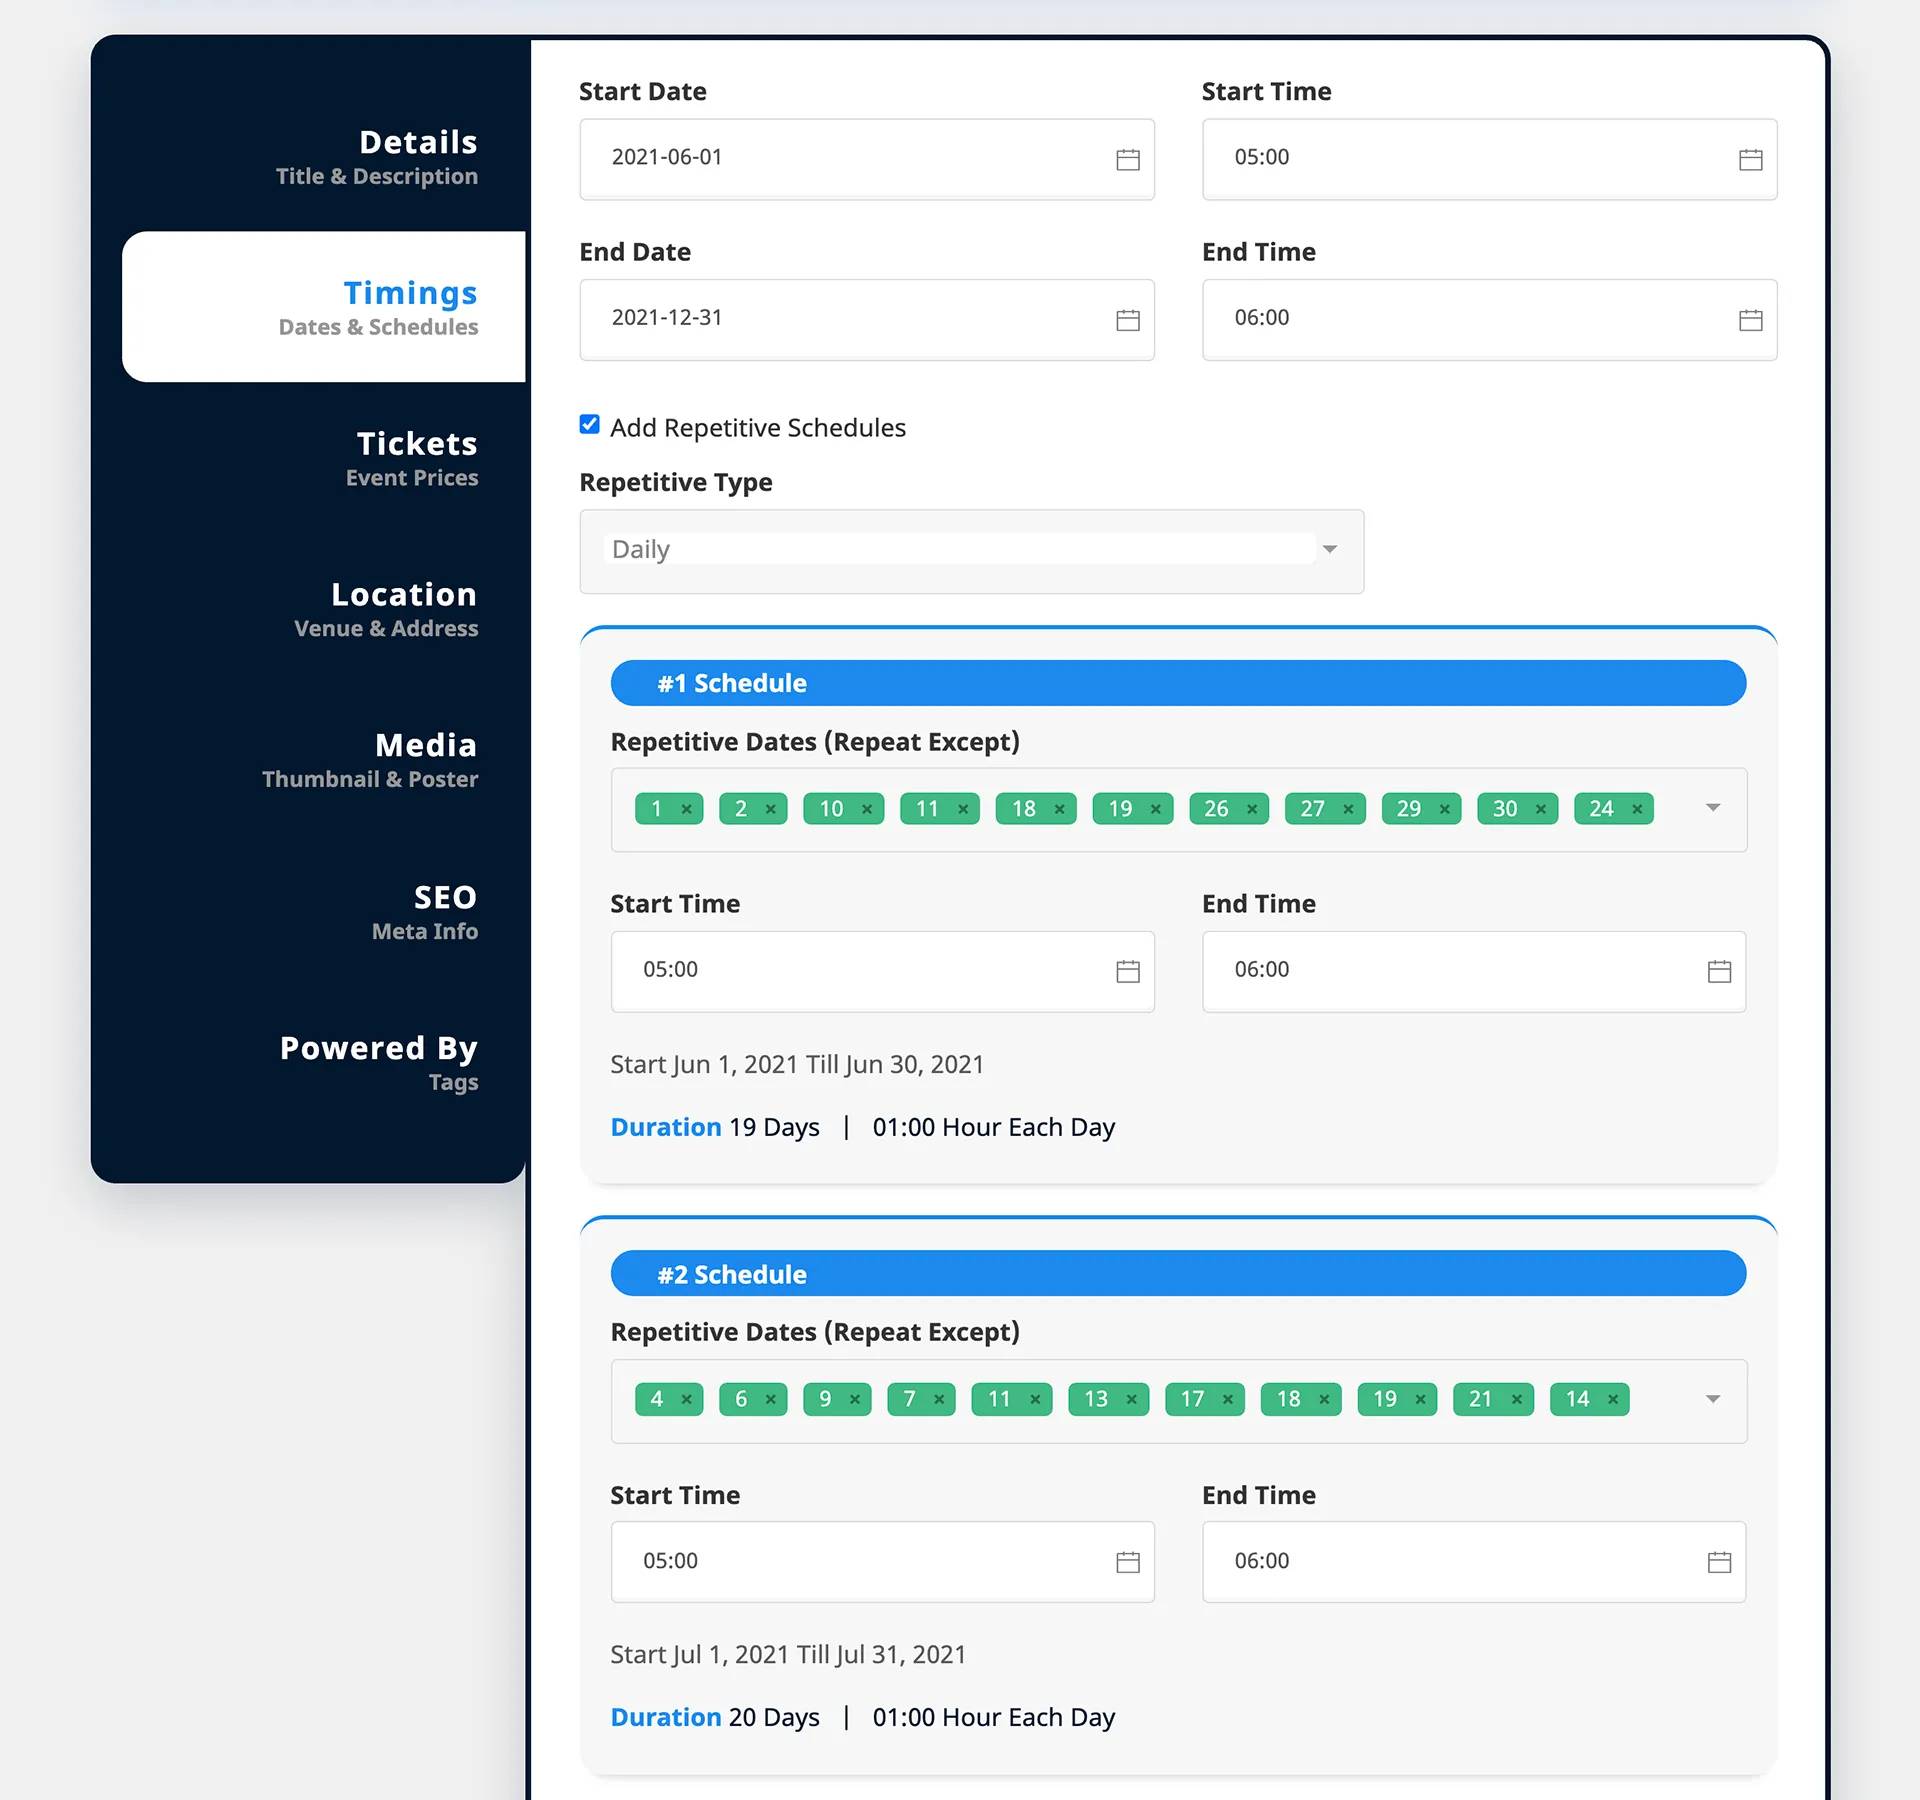 Details
Title & Description
Timings
Dates & Schedules
Tickets
Event Prices
Location
Venue & Address
Media
Thumbnail & Poster
SEO
Meta Info
Powered By
Tags
Start Date
Start Time
2021-06-01
05:00
End Date
End Time
2021-12-31
06:00
Add Repetitive Schedules
Repetitive Type
Daily
#1 Schedule
Repetitive Dates (Repeat Except)
1 × 2 × 10 × 11 × 18 × 19 × 26 × 27 × 29 × 30 × 24 ×
Start Time
End Time
05:00
06:00
Start Jun 1, 2021 Till Jun 30, 2021
Duration 19 Days | 01:00 Hour Each Day
#2 Schedule
Repetitive Dates (Repeat Except)
4 × 6 × 9 × 7 × 11 × 13 × 17 × 18 × 19 × 21 × 14 ×
Start Time
End Time
05:00
06:00
Start Jul 1, 2021 Till Jul 31, 2021
Duration 20 Days | 01:00 Hour Each Day